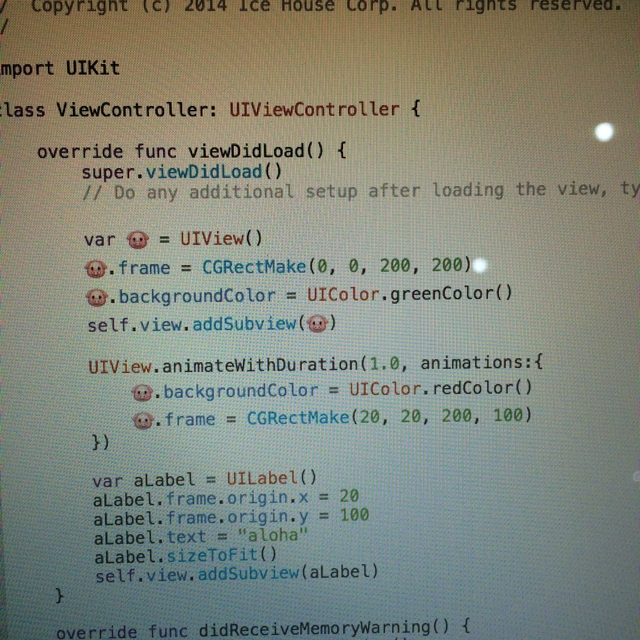 /  Copyright (c) 2014 Ice House Corp. All rights reserved.
/
mport UIKit
class ViewController: UIViewController {
override func viewDidLoad() {
super.viewDidLoad()
// Do any additional setup after loading the view, ty
var 🐷 = UIView()
🐷.frame = CGRectMake(0, 0, 200, 200)
🐷.backgroundColor = UIColor.greenColor()
self.view.addSubview(🐷)
UIView.animateWithDuration(1.0, animations:{
🐷.backgroundColor = UIColor.redColor()
🐷.frame = CGRectMake(20, 20, 200, 100)
})
var aLabel = UILabel()
aLabel.frame.origin.x = 20
aLabel.frame.origin.y = 100
aLabel.text = "aloha"
aLabel.sizeToFit()
self.view.addSubview(aLabel)
}
override func didReceiveMemoryWarning() {